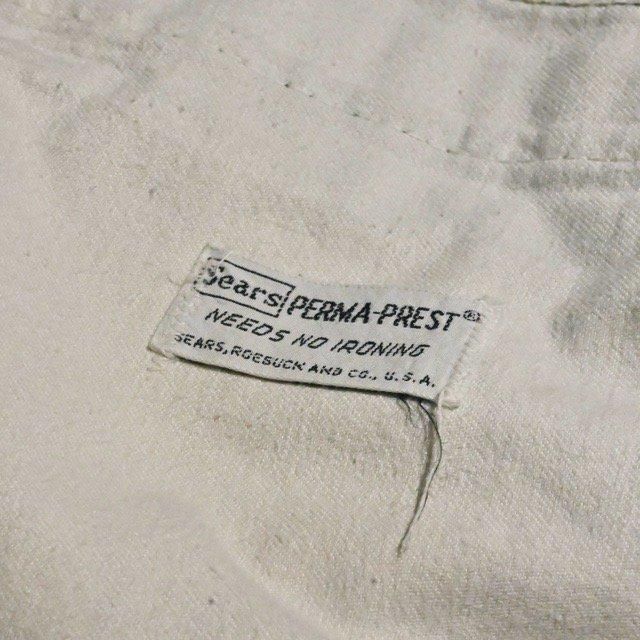 Sears PERMA-PREST®
NEEDS NO IRONING
SEARS, ROEBUCK AND CO., U.S.A.